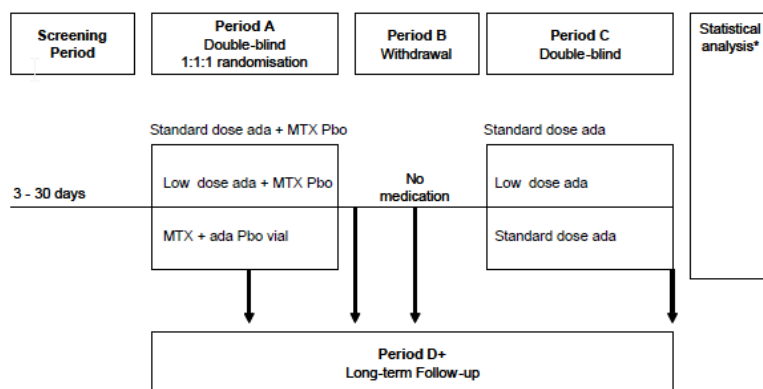 Screening
Period
Period A
Double-blind
1:1:1 randomisation
Period B
Withdrawal
Period C
Double-blind
Statistical
analysis*
Standard dose ada + MTX Pbo
Standard dose ada
3 - 30 days
Low dose ada + MTX Pbo
No
medication
Low dose ada
MTX + ada Pbo vial
Standard dose ada
Period D+
Long-term Follow-up